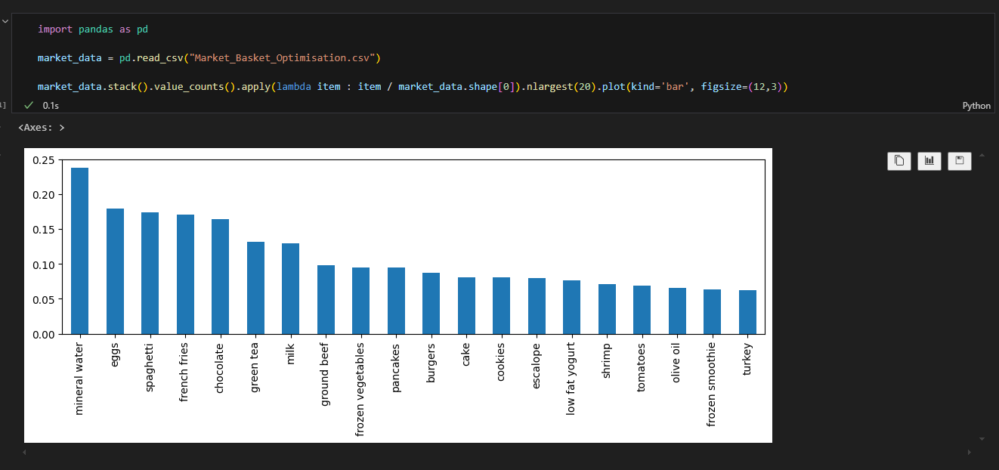 import pandas as pd
market_data = pd.read_csv("Market_Basket_Optimisation.csv")
market_data.stack().value_counts().apply(lambda item : item / market_data.shape[0]).nlargest(20).plot(kind='bar', figsize=(12,3))
0.1s
Python
<Axes: >
0.25
0.20
0.15
0.10
0.05
0.00
mineral water
eggs
spaghetti
french fries
chocolate
green tea
milk
ground beef
frozen vegetables
pancakes
burgers
cake
cookies
escalope
low fat yogurt
shrimp
tomatoes
olive oil
frozen smoothie
turkey